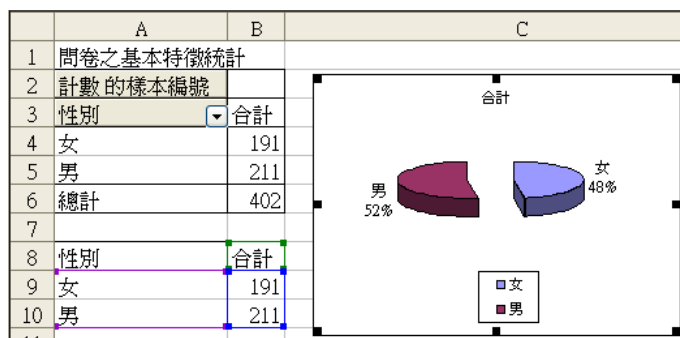 A B C
1 問卷之基本特徵統計
2 計數的樣本編號
3 性別 合計
4 女 191
5 男 211
6 總計 402
7
8 性別 合計
9 女 191
10 男 211
合計
女
48%
男
52%
女
男